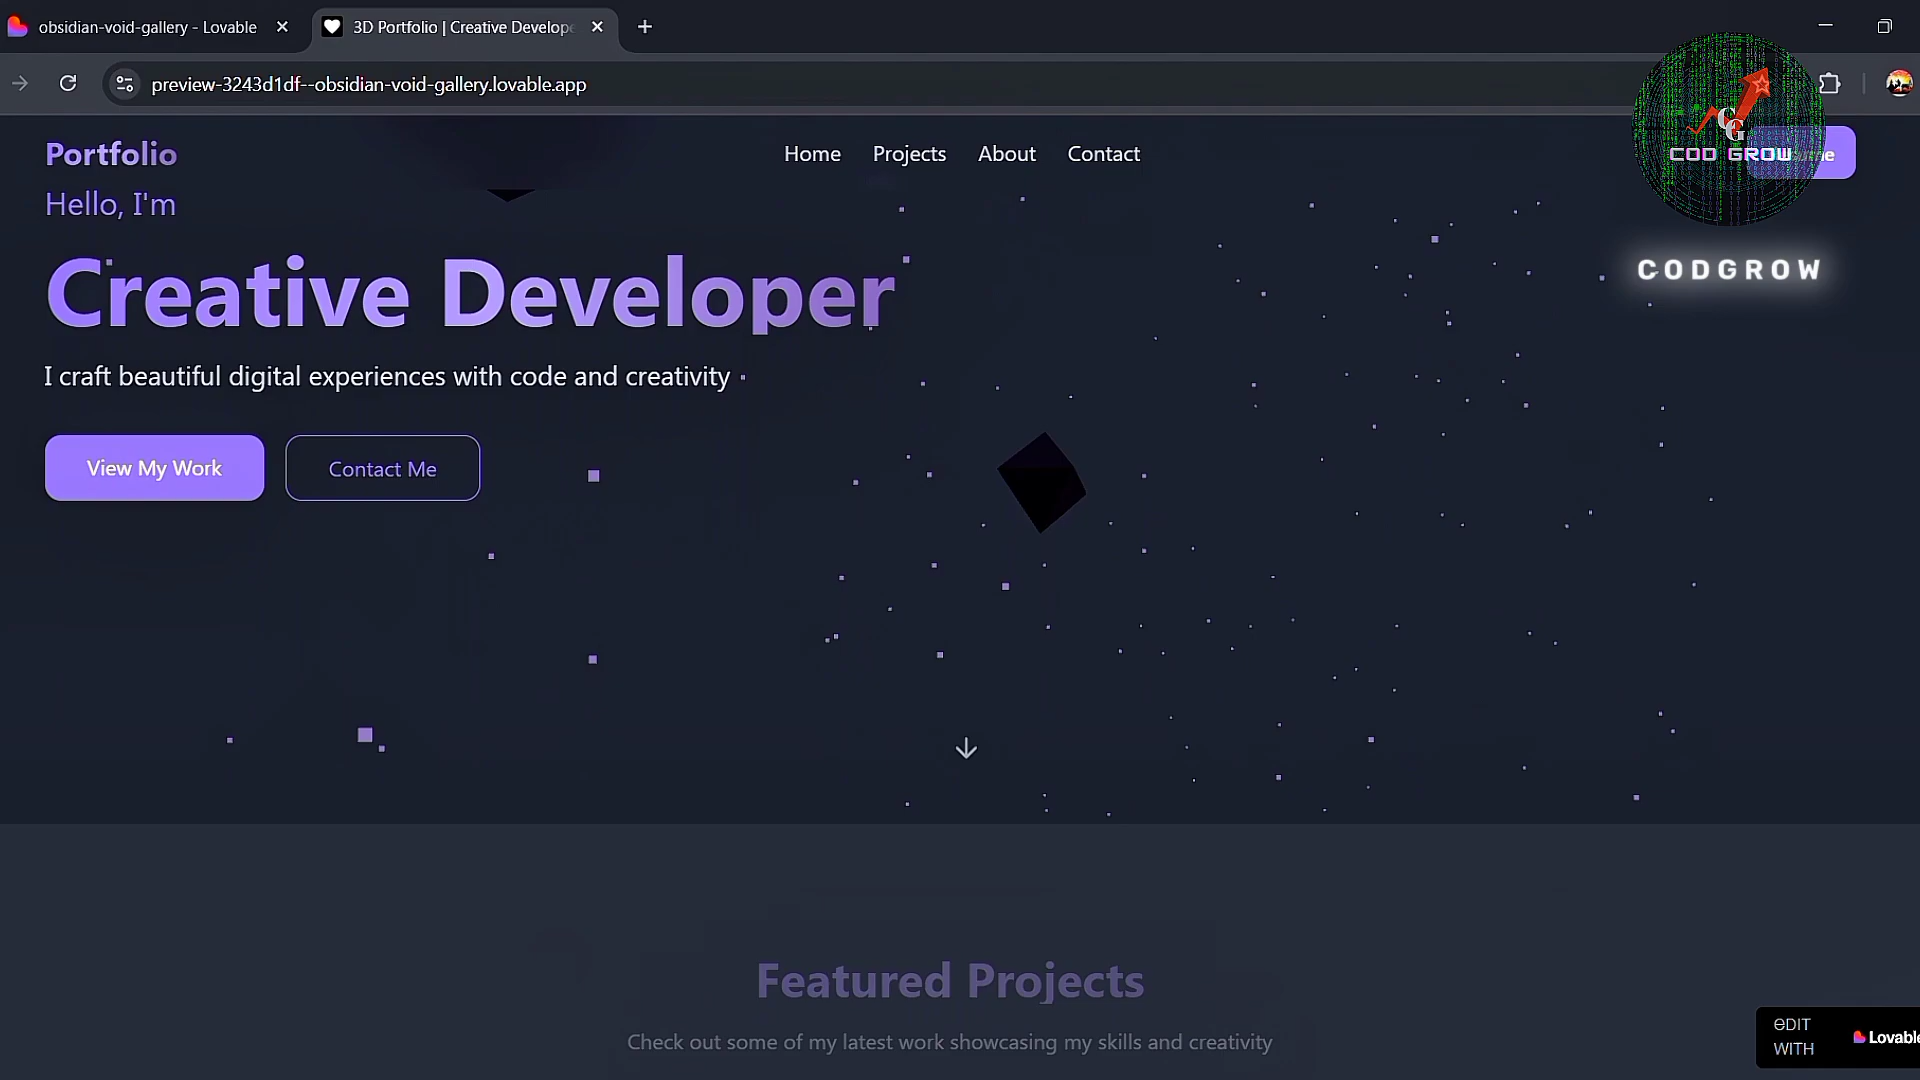 obsidian-void-gallery - Lovable
3D Portfolio | Creative Develope
preview-3243d1df--obsidian-void-gallery.lovable.app
Portfolio
Home
Projects
About
Contact
CG
COD GROW
Hello, I'm
CODGROW
Creative Developer
I craft beautiful digital experiences with code and creativity
View My Work
Contact Me
Featured Projects
Check out some of my latest work showcasing my skills and creativity
EDIT
WITH
Lovable